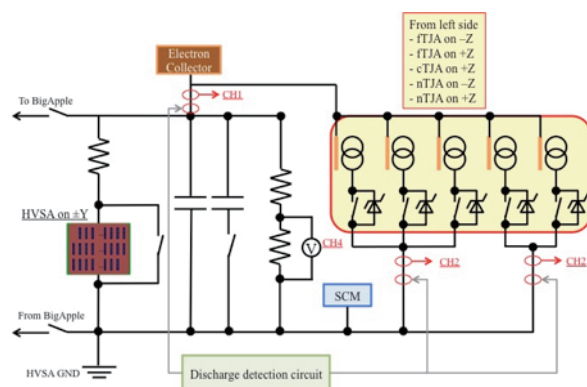 From left side
- fTJA on –Z
- fTJA on +Z
- cTJA on +Z
- nTJA on –Z
- nTJA on +Z
Electron
Collector
CH1
To BigApple
HVSA on ±Y
V
CH4
CH2
CH2
SCM
From BigApple
HVSA GND
Discharge detection circuit